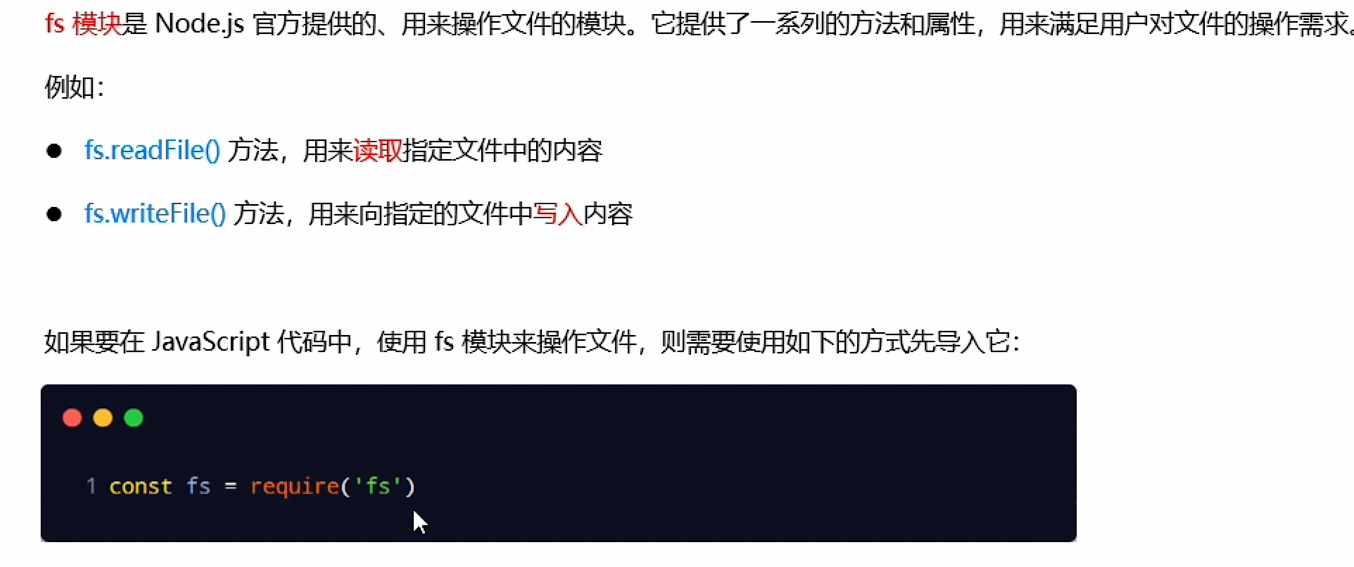 fs 模块是 Node.js 官方提供的、用来操作文件的模块。它提供了一系列的方法和属性，用来满足用户对文件的操作需求。
例如：
● fs.readFile() 方法，用来读取指定文件中的内容
● fs.writeFile() 方法，用来向指定的文件中写入内容
如果要在 JavaScript 代码中，使用 fs 模块来操作文件，则需要使用如下的方式先导入它：
1 const fs = require('fs')